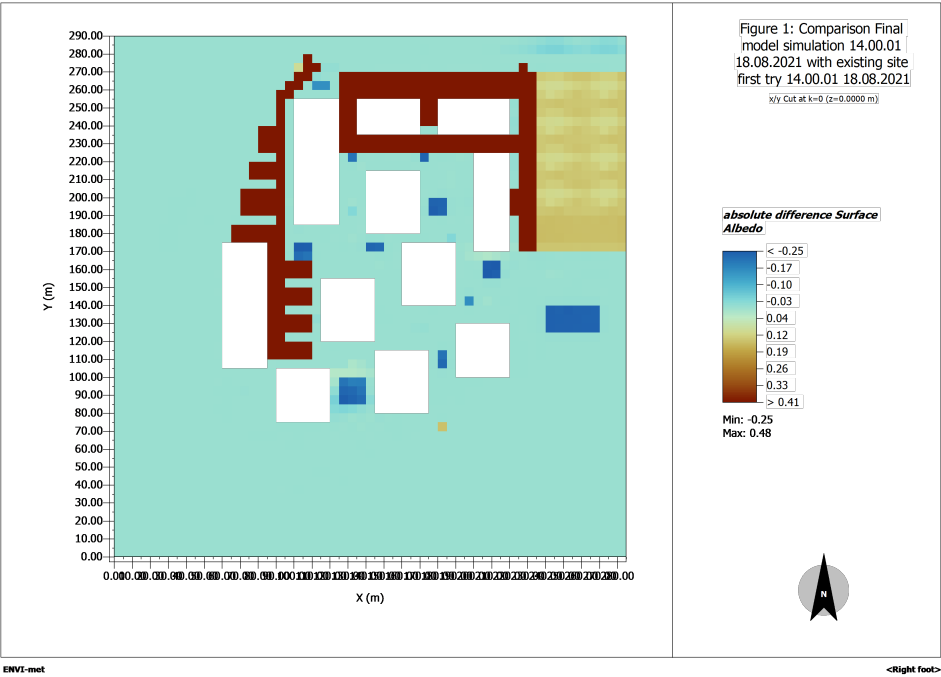 Figure 1: Comparison Final
model simulation 14.00.01
18.08.2021 with existing site
first try 14.00.01 18.08.2021
x/y Cut at k=0 (z=0.0000 m)
290.00
280.00
270.00
260.00
250.00
240.00
230.00
220.00
210.00
200.00
190.00
180.00
170.00
160.00
150.00
140.00
130.00
120.00
110.00
100.00
90.00
80.00
70.00
60.00
50.00
40.00
30.00
20.00
10.00
0.00
Y (m)
X (m)
absolute difference Surface
Albedo
< -0.25
-0.17
-0.10
-0.03
0.04
0.12
0.19
0.26
0.33
> 0.41
Min: -0.25
Max: 0.48
N
ENVI-met
<Right foot>